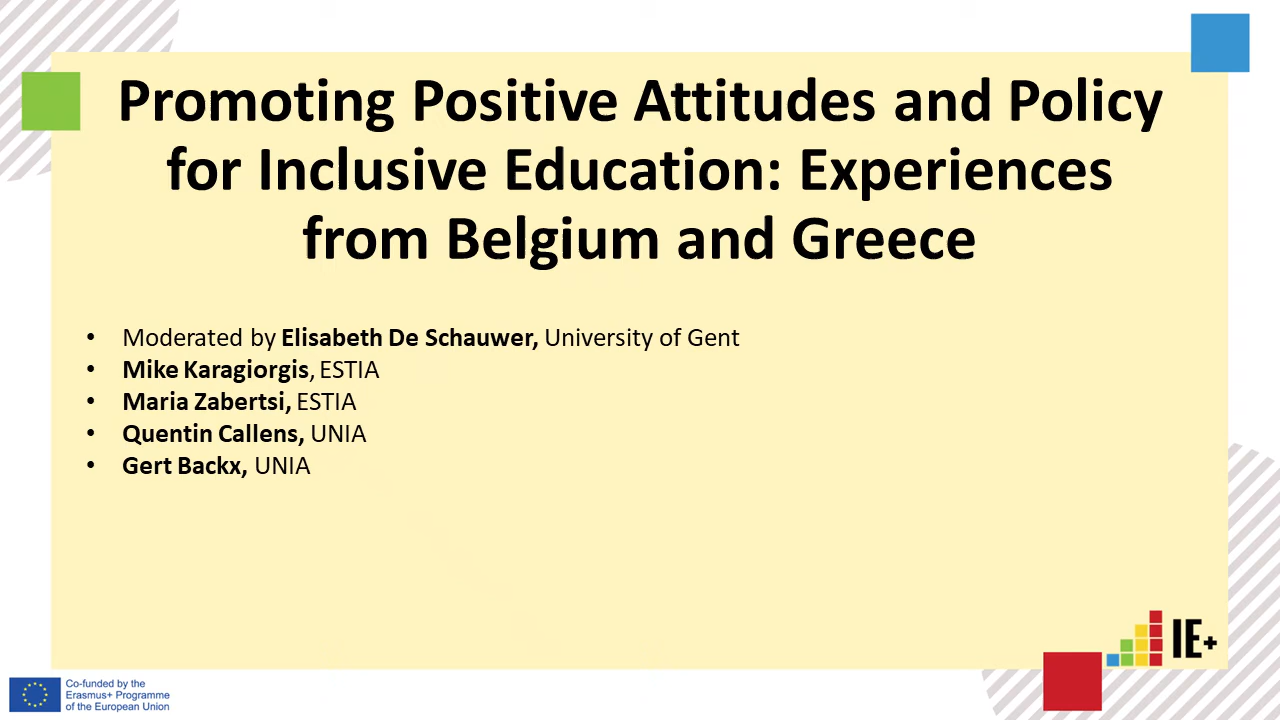 Promoting Positive Attitudes and Policy
for Inclusive Education: Experiences
from Belgium and Greece
• Moderated by Elisabeth De Schauwer, University of Gent
• Mike Karagiorgis, ESTIA
• Maria Zabertsi, ESTIA
• Quentin Callens, UNIA
• Gert Backx, UNIA
IE+
Co-funded by the
Erasmus+ Programme
of the European Union